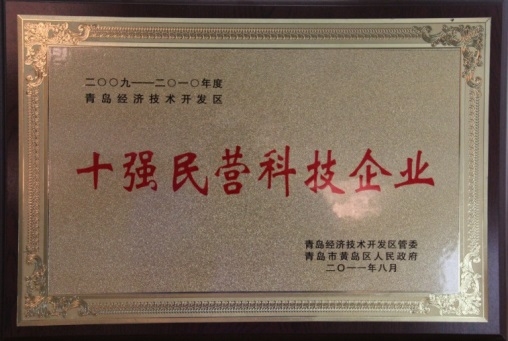 二〇〇九——二〇一〇年度
青岛经济技术开发区
十强民营科技企业
青岛经济技术开发区管委
青岛市黄岛区人民政府
二〇一一年八月